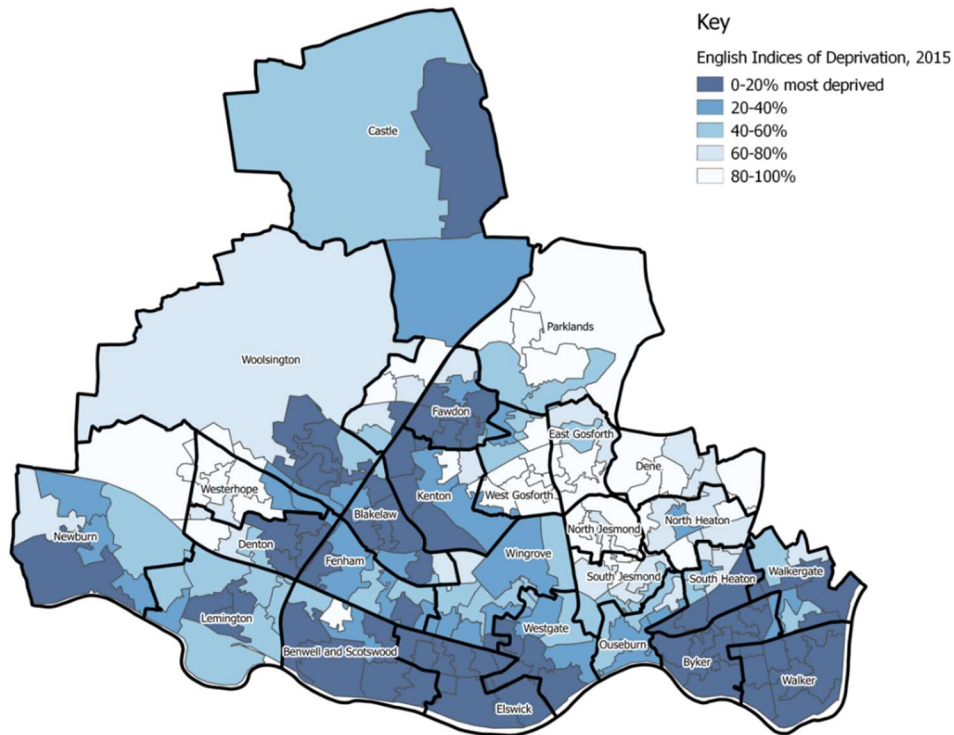 Key
English Indices of Deprivation, 2015
0-20% most deprived
20-40%
40-60%
60-80%
80-100%
Castle
Parklands
Woolsington
Fawdon
East Gosforth
Dene
Westerhope
Kenton
West Gosforth
Blakelaw
North Jesmond
North Heaton
Newburn
Denton
Fenham
Wingrove
South Jesmond
South Heaton
Walkergate
Lemington
Westgate
Ouseburn
Benwell and Scotswood
Byker
Walker
Elswick